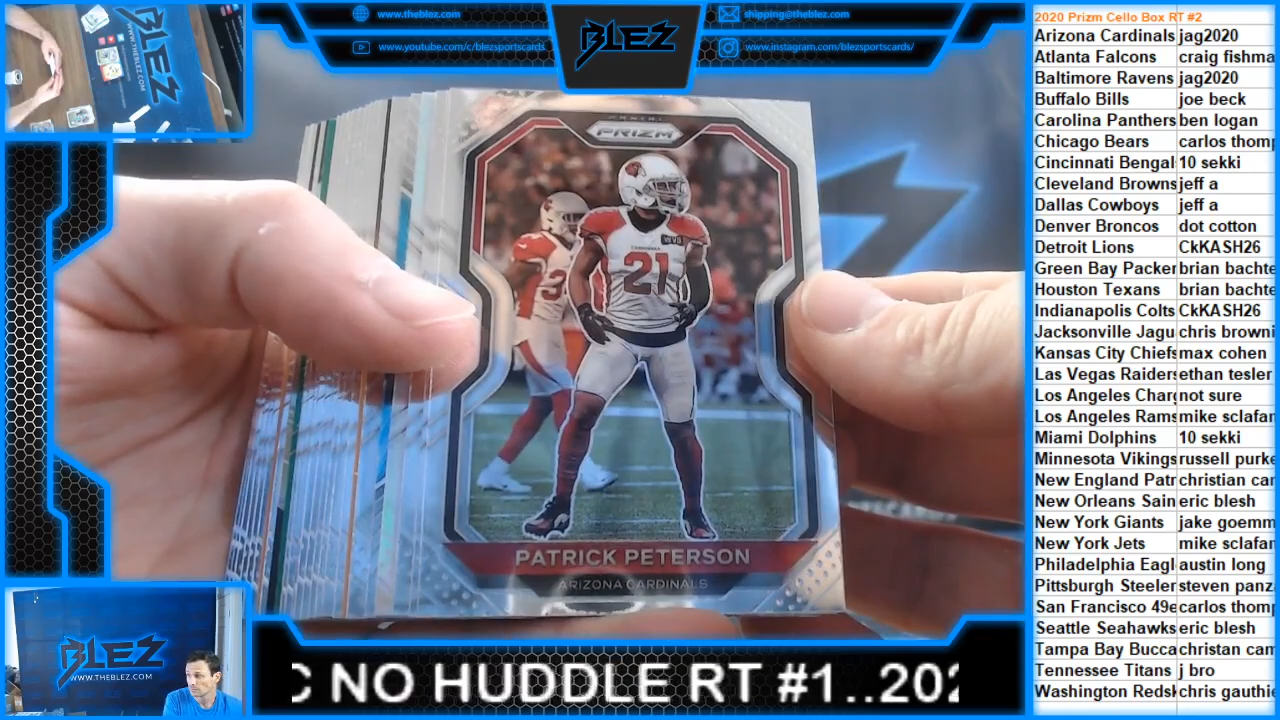 www.theblez.com
shipping@theblez.com
www.youtube.com/c/blezsportscards
www.instagram.com/blezsportscards/
BLEZ
BLEZ
THEBLEZ.COM
PANINI
PRIZM
21
PATRICK PETERSON
ARIZONA CARDINALS
BLEZ
WWW.THEBLEZ.COM
C NO HUDDLE RT #1..202
2020 Prizm Cello Box RT #2
Arizona Cardinals jag2020
Atlanta Falcons craig fishma
Baltimore Ravens jag2020
Buffalo Bills joe beck
Carolina Panthers ben logan
Chicago Bears carlos thomp
Cincinnati Bengal 10 sekki
Cleveland Browns jeff a
Dallas Cowboys jeff a
Denver Broncos dot cotton
Detroit Lions CkKASH26
Green Bay Packer brian bachte
Houston Texans brian bachte
Indianapolis Colts CkKASH26
Jacksonville Jagu chris browni
Kansas City Chiefs max cohen
Las Vegas Raiders ethan tesler
Los Angeles Charg not sure
Los Angeles Rams mike sclafan
Miami Dolphins 10 sekki
Minnesota Vikings russell purke
New England Patr christian car
New Orleans Sain eric blesh
New York Giants jake goemm
New York Jets mike sclafan
Philadelphia Eagl austin long
Pittsburgh Steeler steven panz
San Francisco 49e carlos thomp
Seattle Seahawks eric blesh
Tampa Bay Bucca christian cam
Tennessee Titans j bro
Washington Redsk chris gauthie